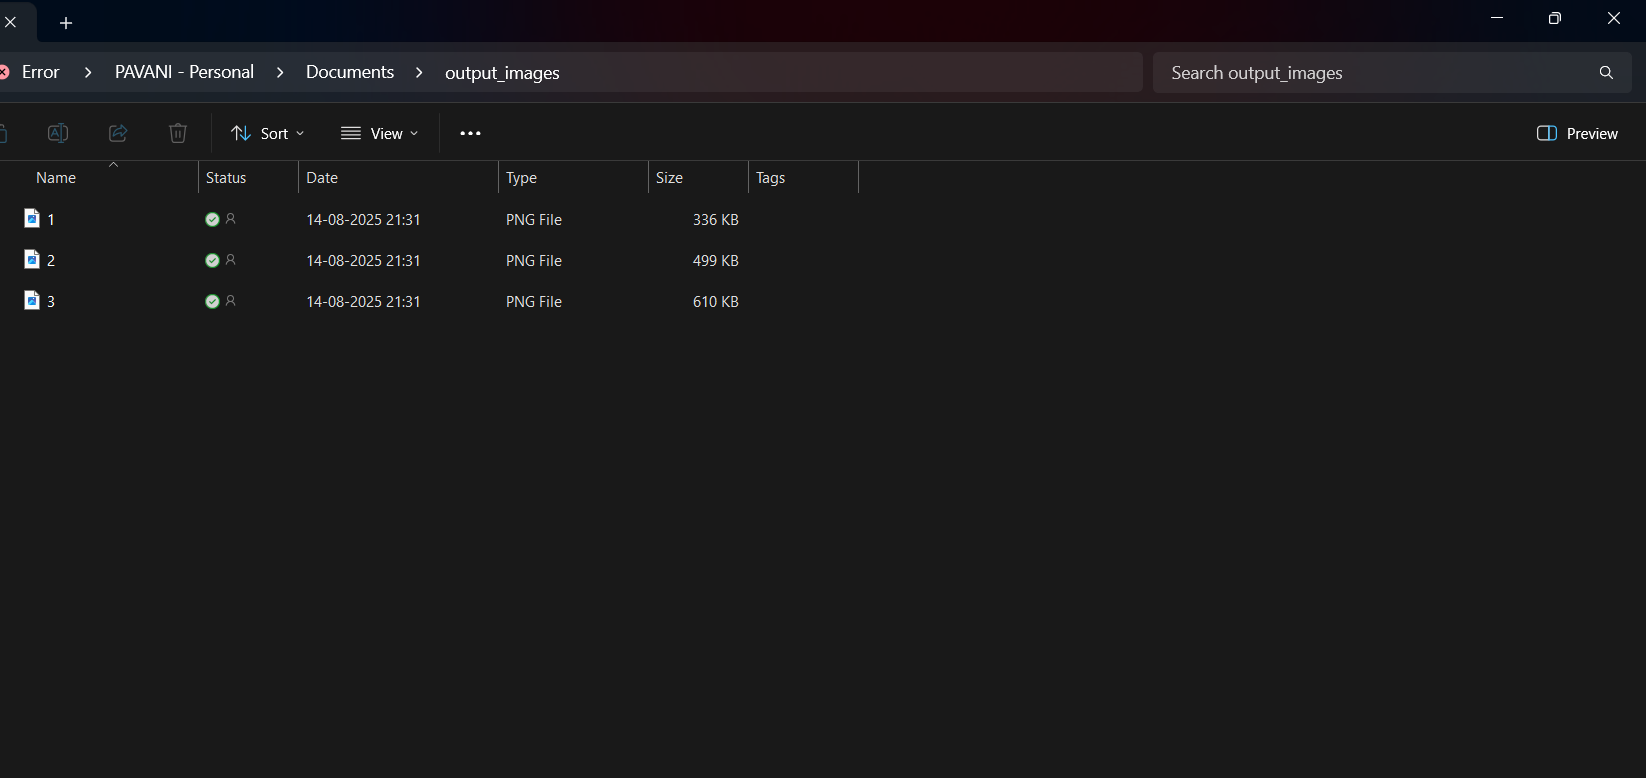 Error > PAVANI - Personal > Documents > output_images
Search output_images
Sort View ••• Preview
Name Status Date Type Size Tags
1 14-08-2025 21:31 PNG File 336 KB
2 14-08-2025 21:31 PNG File 499 KB
3 14-08-2025 21:31 PNG File 610 KB